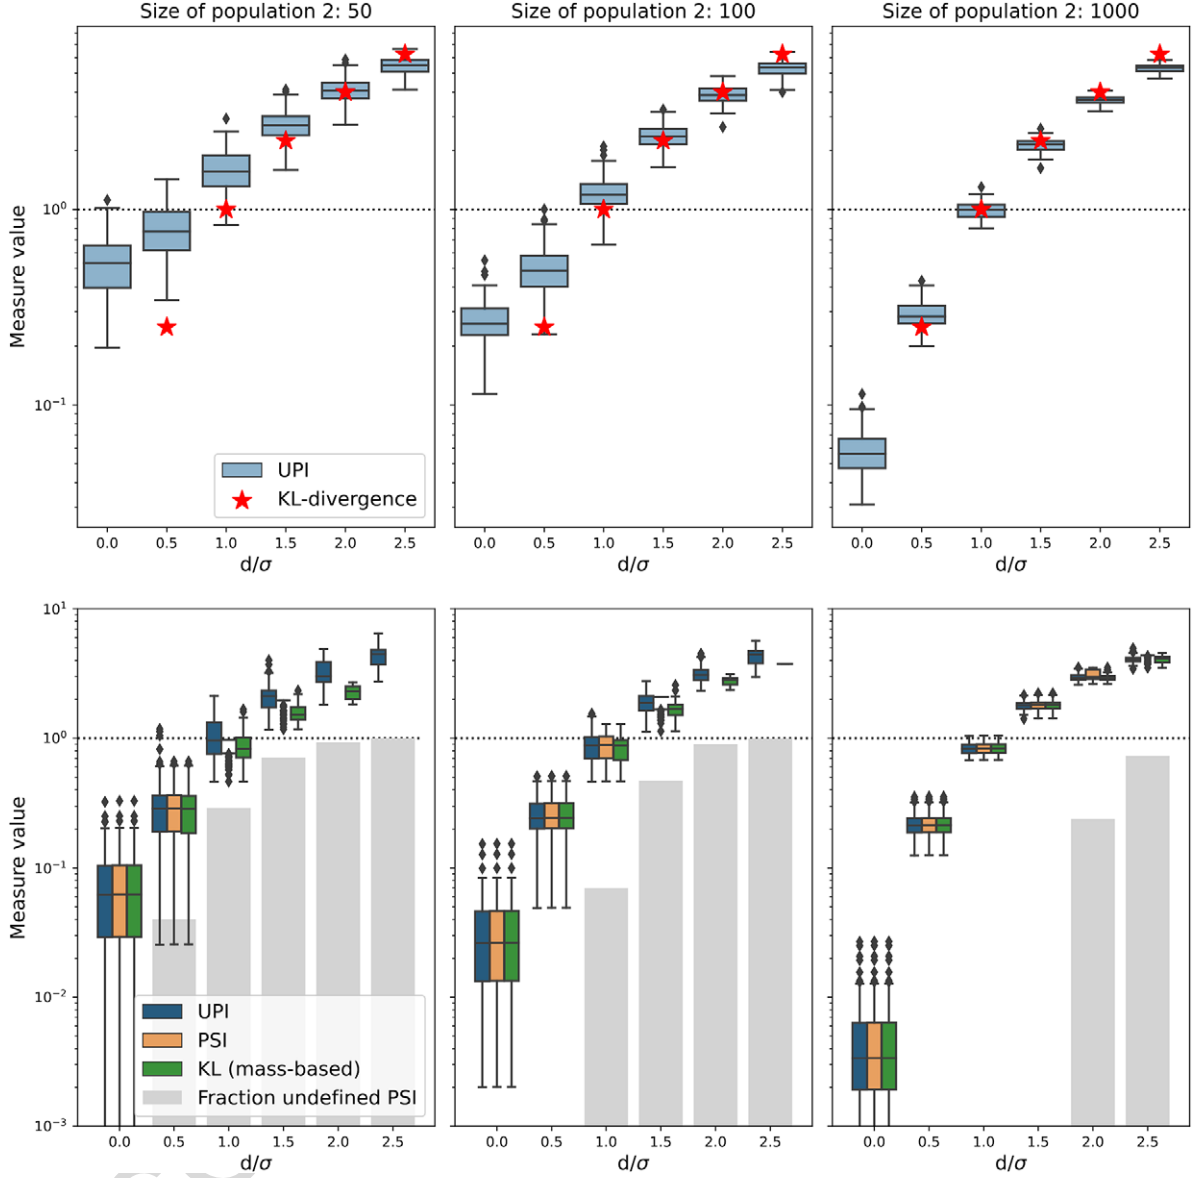 Size of population 2: 50
Size of population 2: 100
Size of population 2: 1000
Measure value
10⁰
10⁻¹
UPI
KL-divergence
0.0 0.5 1.0 1.5 2.0 2.5
0.0 0.5 1.0 1.5 2.0 2.5
0.0 0.5 1.0 1.5 2.0 2.5
d/σ
d/σ
d/σ
Measure value
10¹
10⁰
10⁻¹
10⁻²
10⁻³
UPI
PSI
KL (mass-based)
Fraction undefined PSI
0.0 0.5 1.0 1.5 2.0 2.5
0.0 0.5 1.0 1.5 2.0 2.5
0.0 0.5 1.0 1.5 2.0 2.5
d/σ
d/σ
d/σ